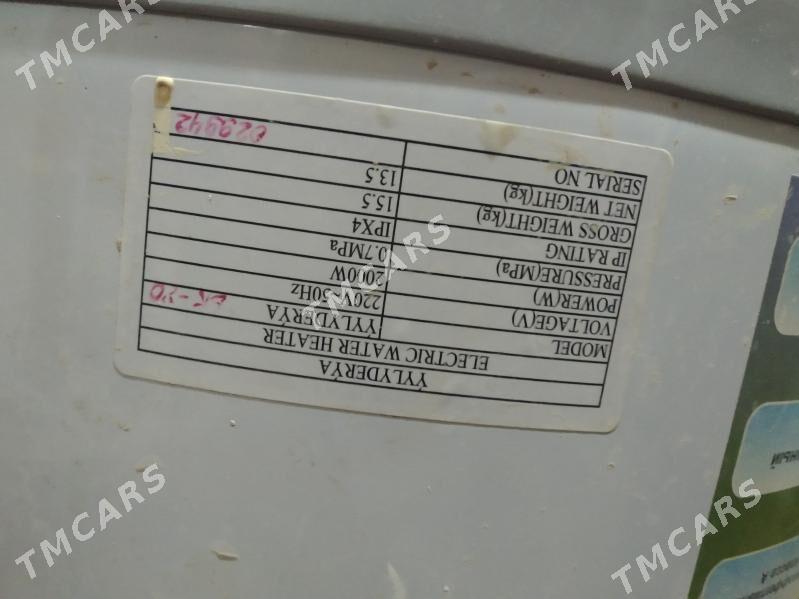 ÝYLYDERÝA
ELECTRIC WATER HEATER
MODEL ÝYLYDERÝA
VOLTAGE(V) 220V-50Hz
POWER(W) 2000W
PRESSURE(MPa) 0.7MPa
IP RATING IPX4
GROSS WEIGHT(kg) 15.5
NET WEIGHT(kg) 13.5
SERIAL NO 029942
TMCARS
TMCARS
TMCARS
TMCARS
TMCARS